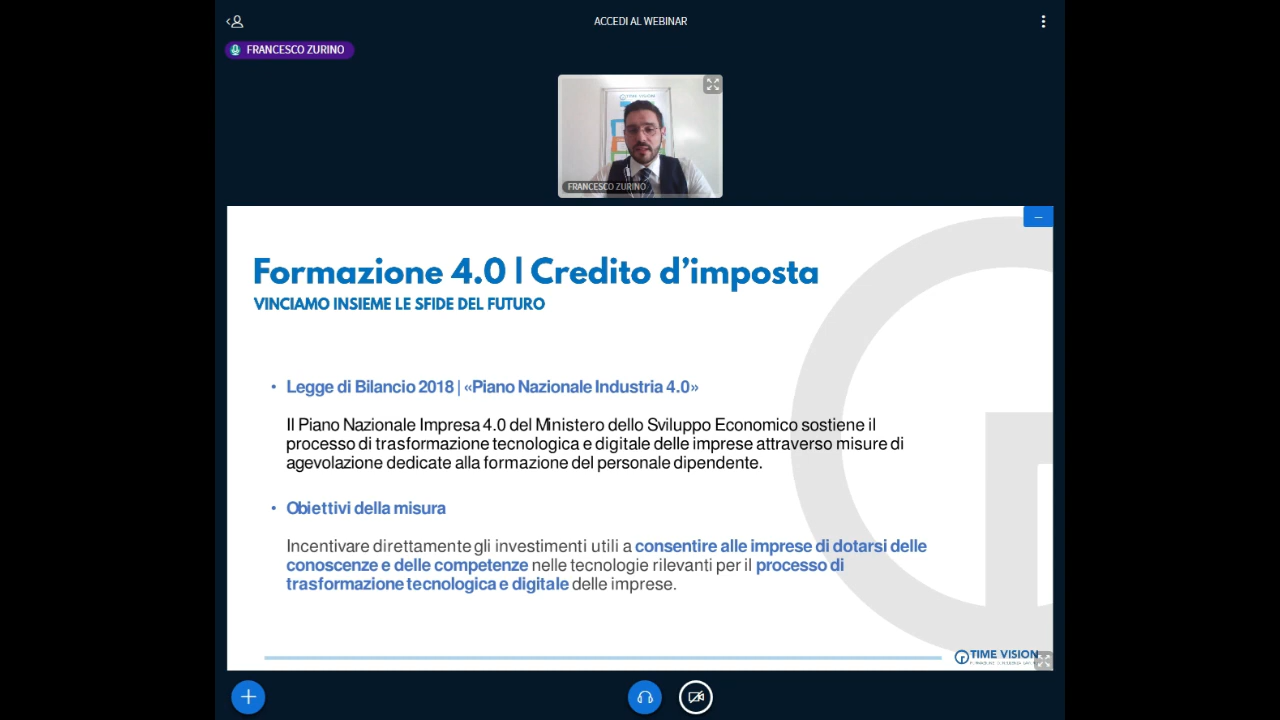 ACCEDI AL WEBINAR
FRANCESCO ZURINO
TIME VISION
FRANCESCO ZURINO
Formazione 4.0 | Credito d'imposta
VINCIAMO INSIEME LE SFIDE DEL FUTURO
• Legge di Bilancio 2018 | «Piano Nazionale Industria 4.0»
Il Piano Nazionale Impresa 4.0 del Ministero dello Sviluppo Economico sostiene il
processo di trasformazione tecnologica e digitale delle imprese attraverso misure di
agevolazione dedicate alla formazione del personale dipendente.
• Obiettivi della misura
Incentivare direttamente gli investimenti utili a consentire alle imprese di dotarsi delle
conoscenze e delle competenze nelle tecnologie rilevanti per il processo di
trasformazione tecnologica e digitale delle imprese.
TIME VISION